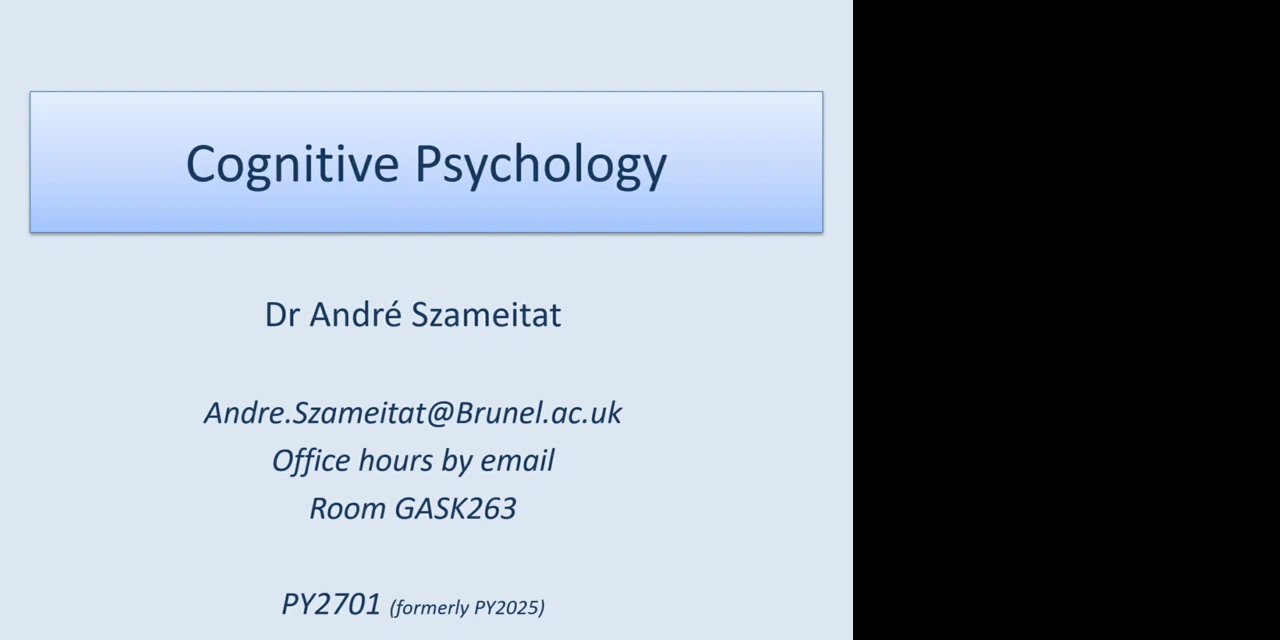 Cognitive Psychology
Dr André Szameitat
Andre.Szameitat@Brunel.ac.uk
Office hours by email
Room GASK263
PY2701 (formerly PY2025)